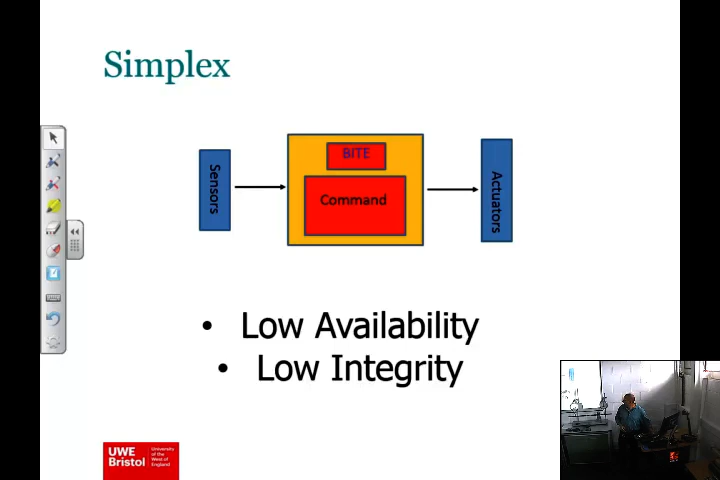 Simplex
Sensors
BITE
Command
Actuators
• Low Availability
• Low Integrity
UWE
Bristol
University
of the
West of
England